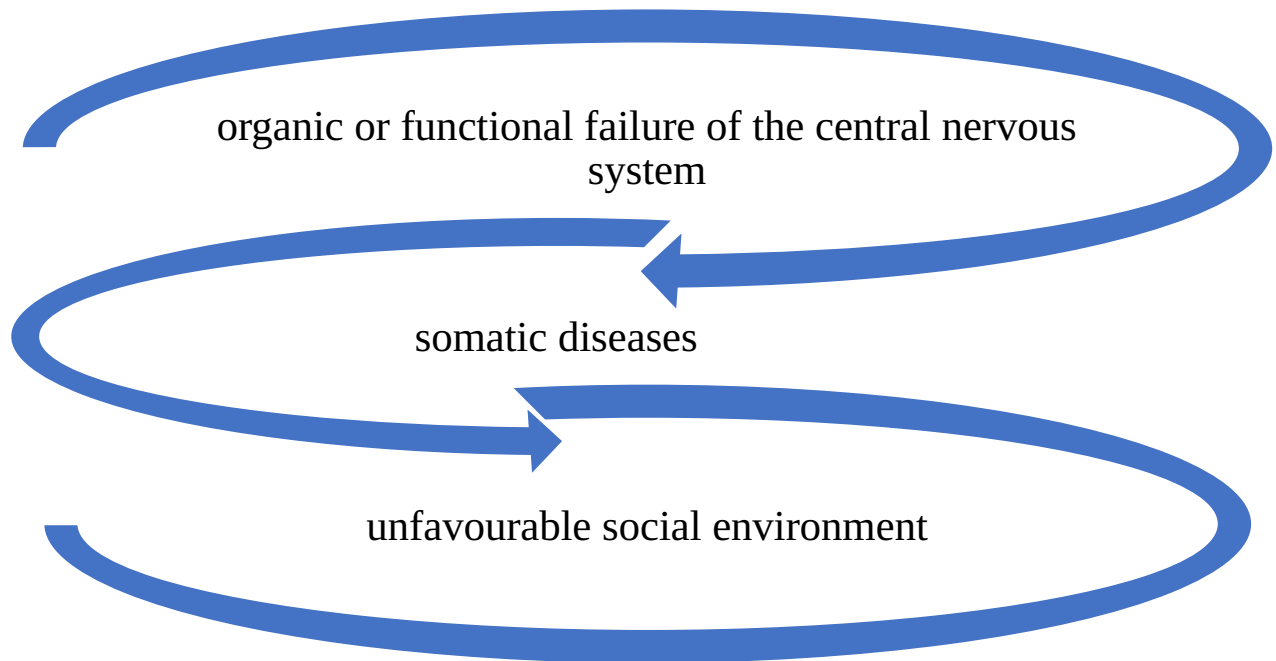 organic or functional failure of the central nervous
system
somatic diseases
unfavourable social environment